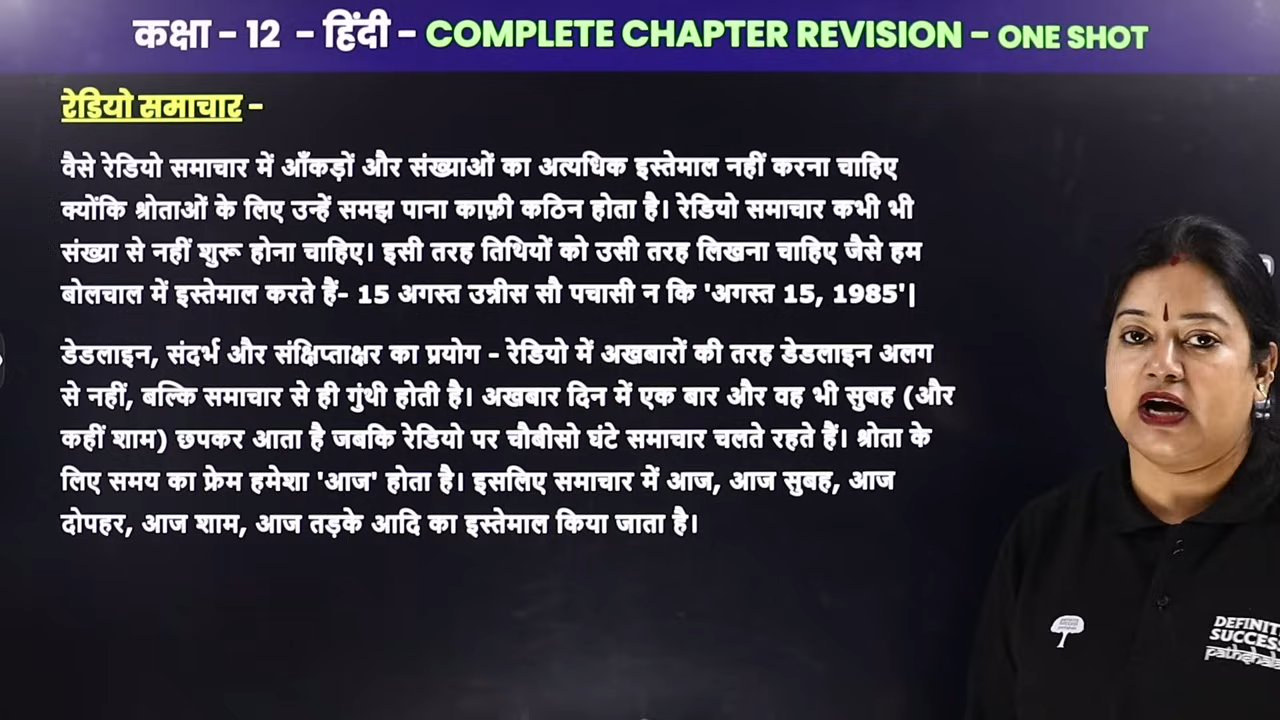 कक्षा - 12 - हिंदी - COMPLETE CHAPTER REVISION - ONE SHOT
रेडियो समाचार -
वैसे रेडियो समाचार में आँकड़ों और संख्याओं का अत्यधिक इस्तेमाल नहीं करना चाहिए
क्योंकि श्रोताओं के लिए उन्हें समझ पाना काफ़ी कठिन होता है। रेडियो समाचार कभी भी
संख्या से नहीं शुरू होना चाहिए। इसी तरह तिथियों को उसी तरह लिखना चाहिए जैसे हम
बोलचाल में इस्तेमाल करते हैं- 15 अगस्त उन्नीस सौ पचासी न कि 'अगस्त 15, 1985'|
डेडलाइन, संदर्भ और संक्षिप्ताक्षर का प्रयोग - रेडियो में अखबारों की तरह डेडलाइन अलग
से नहीं, बल्कि समाचार से ही गुंथी होती है। अखबार दिन में एक बार और वह भी सुबह (और
कहीं शाम) छपकर आता है जबकि रेडियो पर चौबीसो घंटे समाचार चलते रहते हैं। श्रोता के
लिए समय का फ्रेम हमेशा 'आज' होता है। इसलिए समाचार में आज, आज सुबह, आज
दोपहर, आज शाम, आज तड़के आदि का इस्तेमाल किया जाता है।
DEFINIT
SUCCESS
pathshala